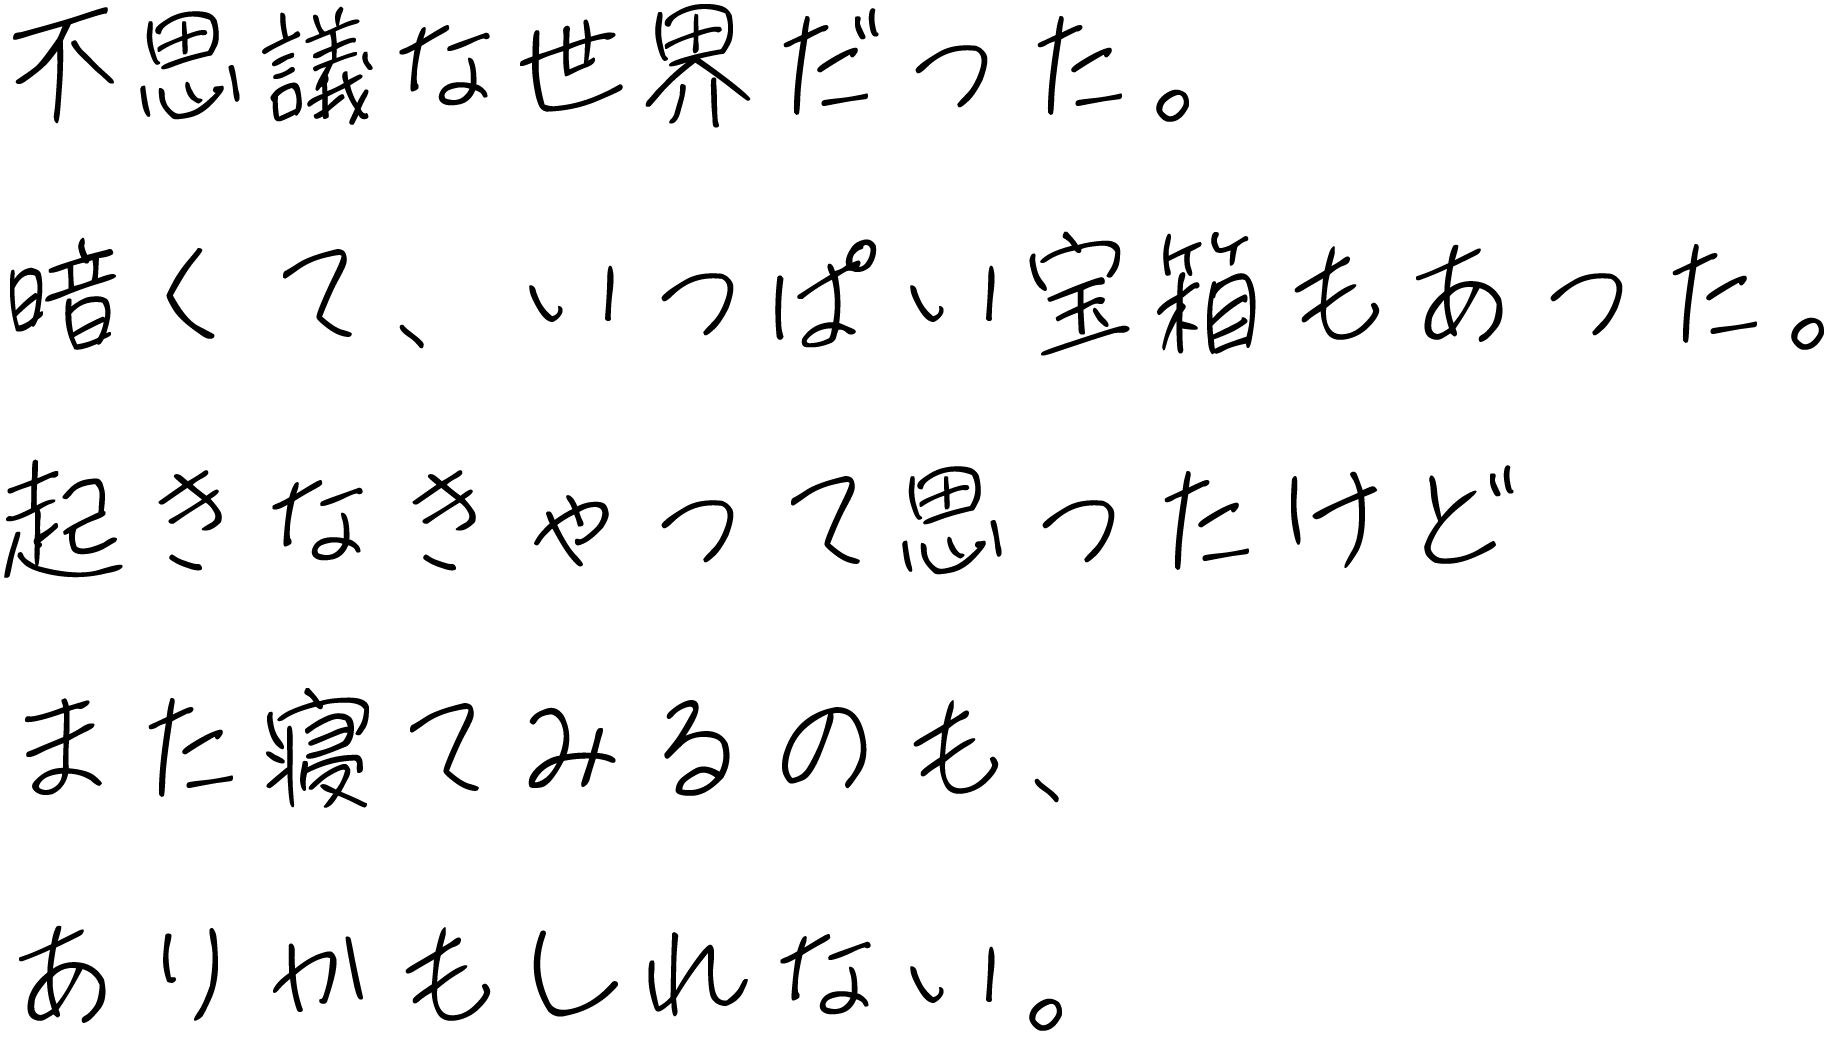 不思議な世界だった。
暗くて、いっぱい宝箱もあった。
起きなきゃって思ったけど
また寝てみるのも、
ありかもしれない。